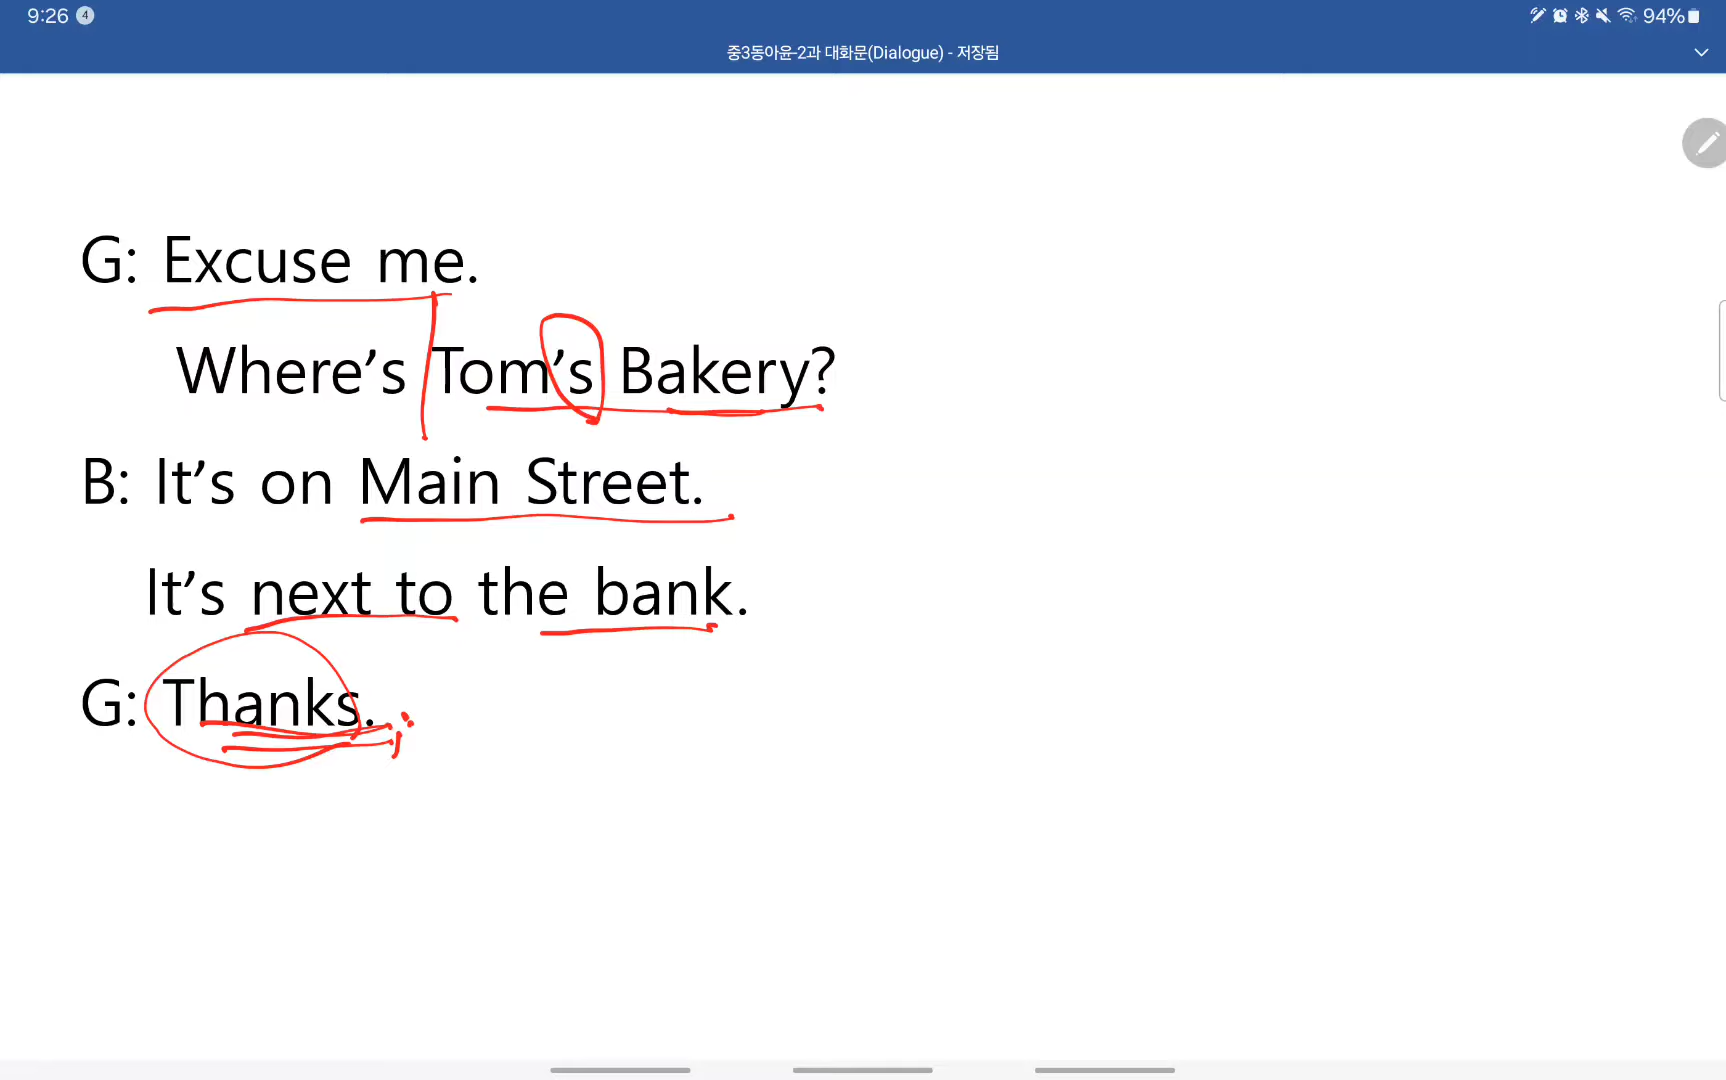 9:26 4 94%
중3동아윤-2과 대화문(Dialogue) - 저장됨
G: Excuse me.
Where’s Tom’s Bakery?
B: It’s on Main Street.
It’s next to the bank.
G: Thanks.